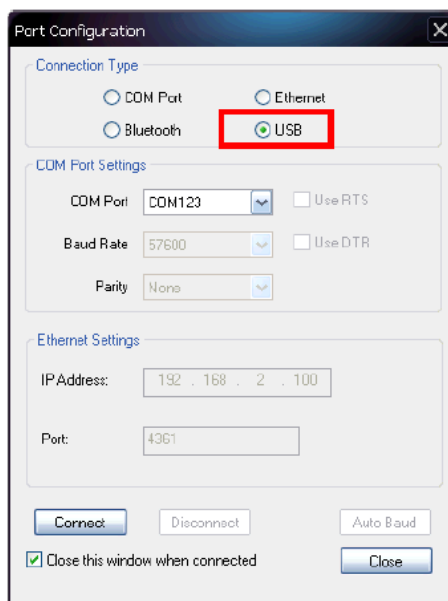 Port Configuration
Connection Type
COM Port Ethernet
Bluetooth USB
COM Port Settings
COM Port COM123 Use RTS
Baud Rate 57600 Use DTR
Parity None
Ethernet Settings
IP Address: 192 . 168 . 2 . 100
Port: 4361
Connect Disconnect Auto Baud
Close this window when connected Close